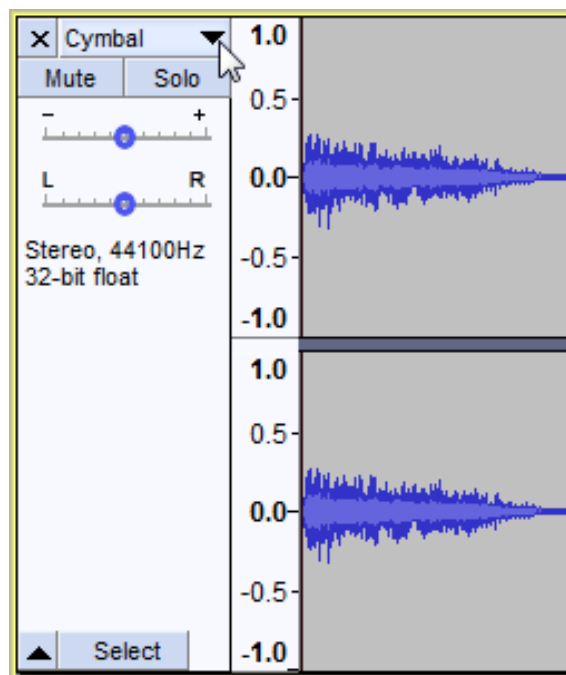 X Cymbal
Mute Solo
- +
L R
Stereo, 44100Hz
32-bit float
Select
1.0
0.5-
0.0-
-0.5-
-1.0
1.0
0.5-
0.0-
-0.5-
-1.0